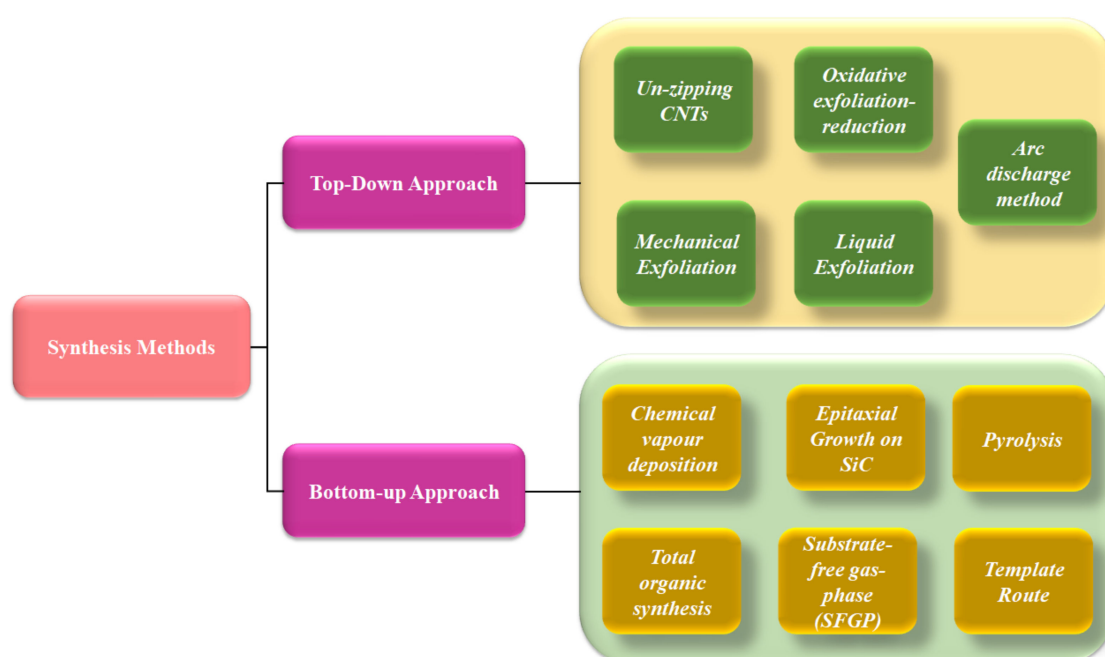 Synthesis Methods
Top-Down Approach
Un-zipping
CNTs
Oxidative
exfoliation-
reduction
Arc
discharge
method
Mechanical
Exfoliation
Liquid
Exfoliation
Bottom-up Approach
Chemical
vapour
deposition
Epitaxial
Growth on
SiC
Pyrolysis
Total
organic
synthesis
Substrate-
free gas-
phase
(SFGP)
Template
Route